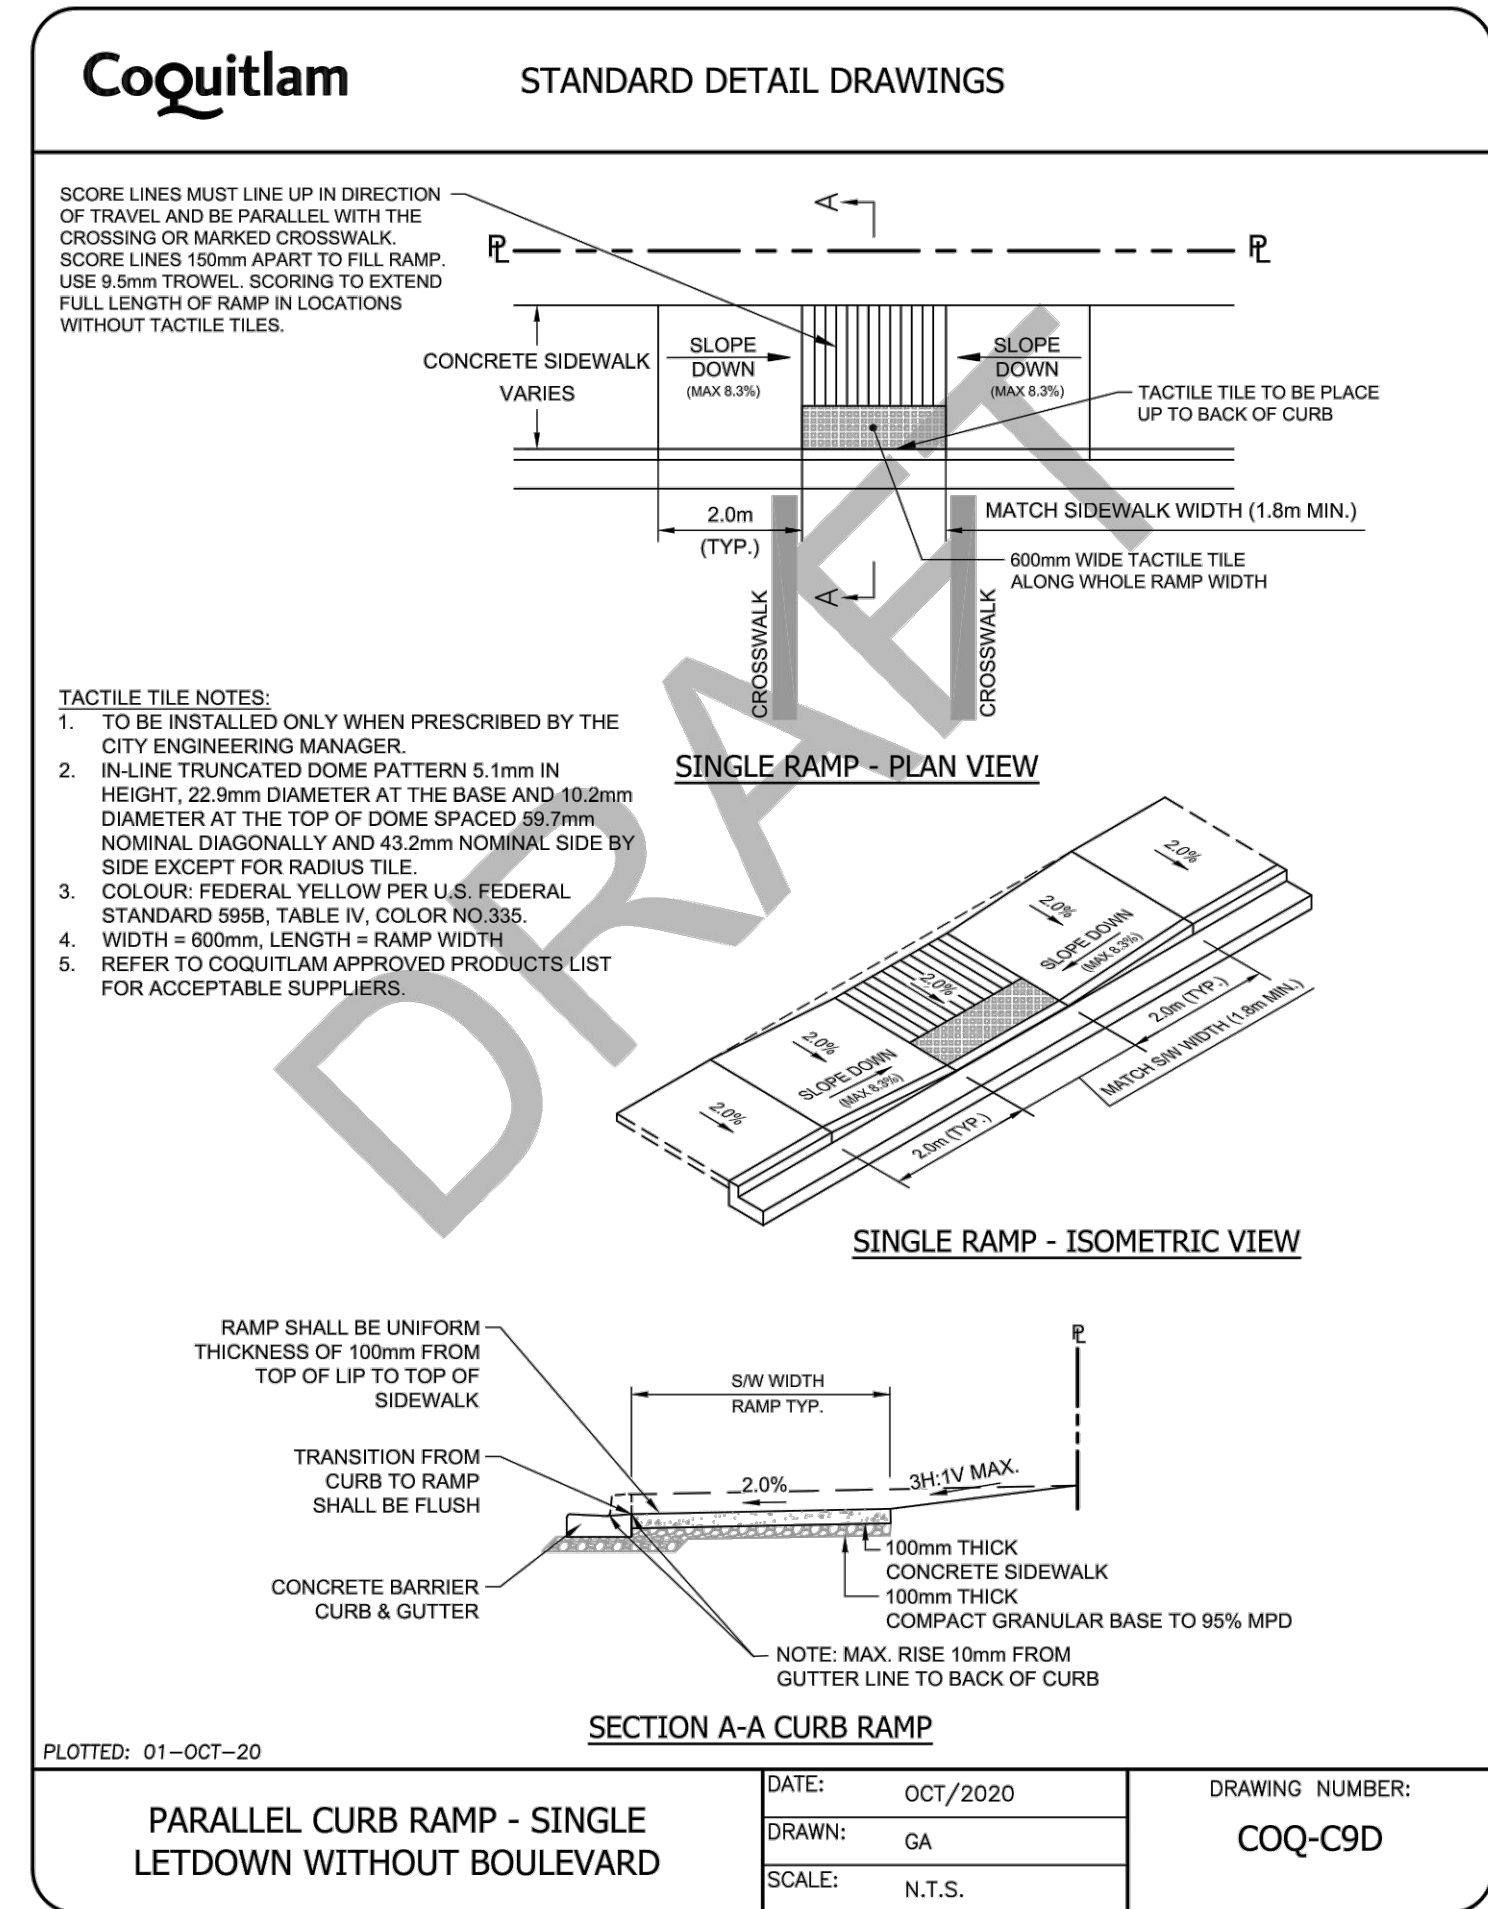 Coquitlam
STANDARD DETAIL DRAWINGS
SCORE LINES MUST LINE UP IN DIRECTION
OF TRAVEL AND BE PARALLEL WITH THE
CROSSING OR MARKED CROSSWALK.
SCORE LINES 150mm APART TO FILL RAMP.
USE 9.5mm TROWEL. SCORING TO EXTEND
FULL LENGTH OF RAMP IN LOCATIONS
WITHOUT TACTILE TILES.
A
PL
PL
CONCRETE SIDEWALK
VARIES
SLOPE
DOWN
(MAX 8.3%)
SLOPE
DOWN
(MAX 8.3%)
TACTILE TILE TO BE PLACE
UP TO BACK OF CURB
2.0m
(TYP.)
MATCH SIDEWALK WIDTH (1.8m MIN.)
600mm WIDE TACTILE TILE
ALONG WHOLE RAMP WIDTH
A
CROSSWALK
CROSSWALK
SINGLE RAMP - PLAN VIEW
TACTILE TILE NOTES:
1. TO BE INSTALLED ONLY WHEN PRESCRIBED BY THE
CITY ENGINEERING MANAGER.
2. IN-LINE TRUNCATED DOME PATTERN 5.1mm IN
HEIGHT, 22.9mm DIAMETER AT THE BASE AND 10.2mm
DIAMETER AT THE TOP OF DOME SPACED 59.7mm
NOMINAL DIAGONALLY AND 43.2mm NOMINAL SIDE BY
SIDE EXCEPT FOR RADIUS TILE.
3. COLOUR: FEDERAL YELLOW PER U.S. FEDERAL
STANDARD 595B, TABLE IV, COLOR NO.335.
4. WIDTH = 600mm, LENGTH = RAMP WIDTH
5. REFER TO COQUITLAM APPROVED PRODUCTS LIST
FOR ACCEPTABLE SUPPLIERS.
DRAFT
2.0%
2.0%
SLOPE DOWN
(MAX 8.3%)
2.0%
2.0%
SLOPE DOWN
(MAX 8.3%)
2.0%
2.0m (TYP.)
MATCH S/W WIDTH (1.8m MIN.)
2.0m (TYP.)
SINGLE RAMP - ISOMETRIC VIEW
RAMP SHALL BE UNIFORM
THICKNESS OF 100mm FROM
TOP OF LIP TO TOP OF
SIDEWALK
TRANSITION FROM
CURB TO RAMP
SHALL BE FLUSH
CONCRETE BARRIER
CURB & GUTTER
S/W WIDTH
RAMP TYP.
PL
2.0%
3H:1V MAX.
100mm THICK
CONCRETE SIDEWALK
100mm THICK
COMPACT GRANULAR BASE TO 95% MPD
NOTE: MAX. RISE 10mm FROM
GUTTER LINE TO BACK OF CURB
SECTION A-A CURB RAMP
PLOTTED: 01-OCT-20
PARALLEL CURB RAMP - SINGLE
LETDOWN WITHOUT BOULEVARD
DATE: OCT/2020
DRAWN: GA
SCALE: N.T.S.
DRAWING NUMBER:
COQ-C9D